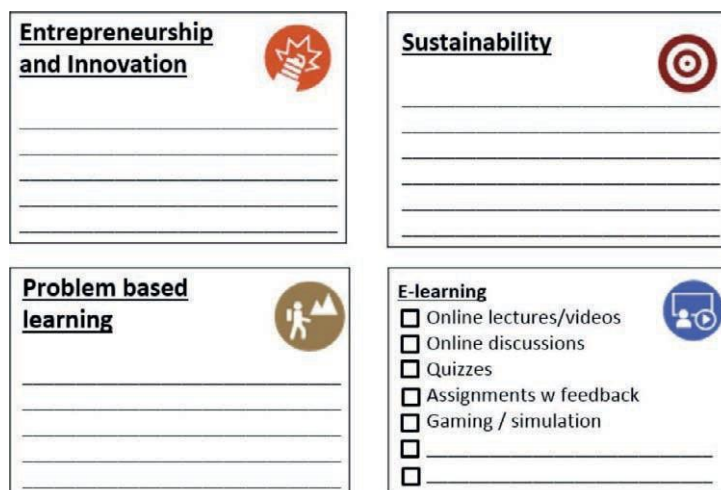 Entrepreneurship
and Innovation
Sustainability
Problem based
learning
E-learning
Online lectures/videos
Online discussions
Quizzes
Assignments w feedback
Gaming / simulation